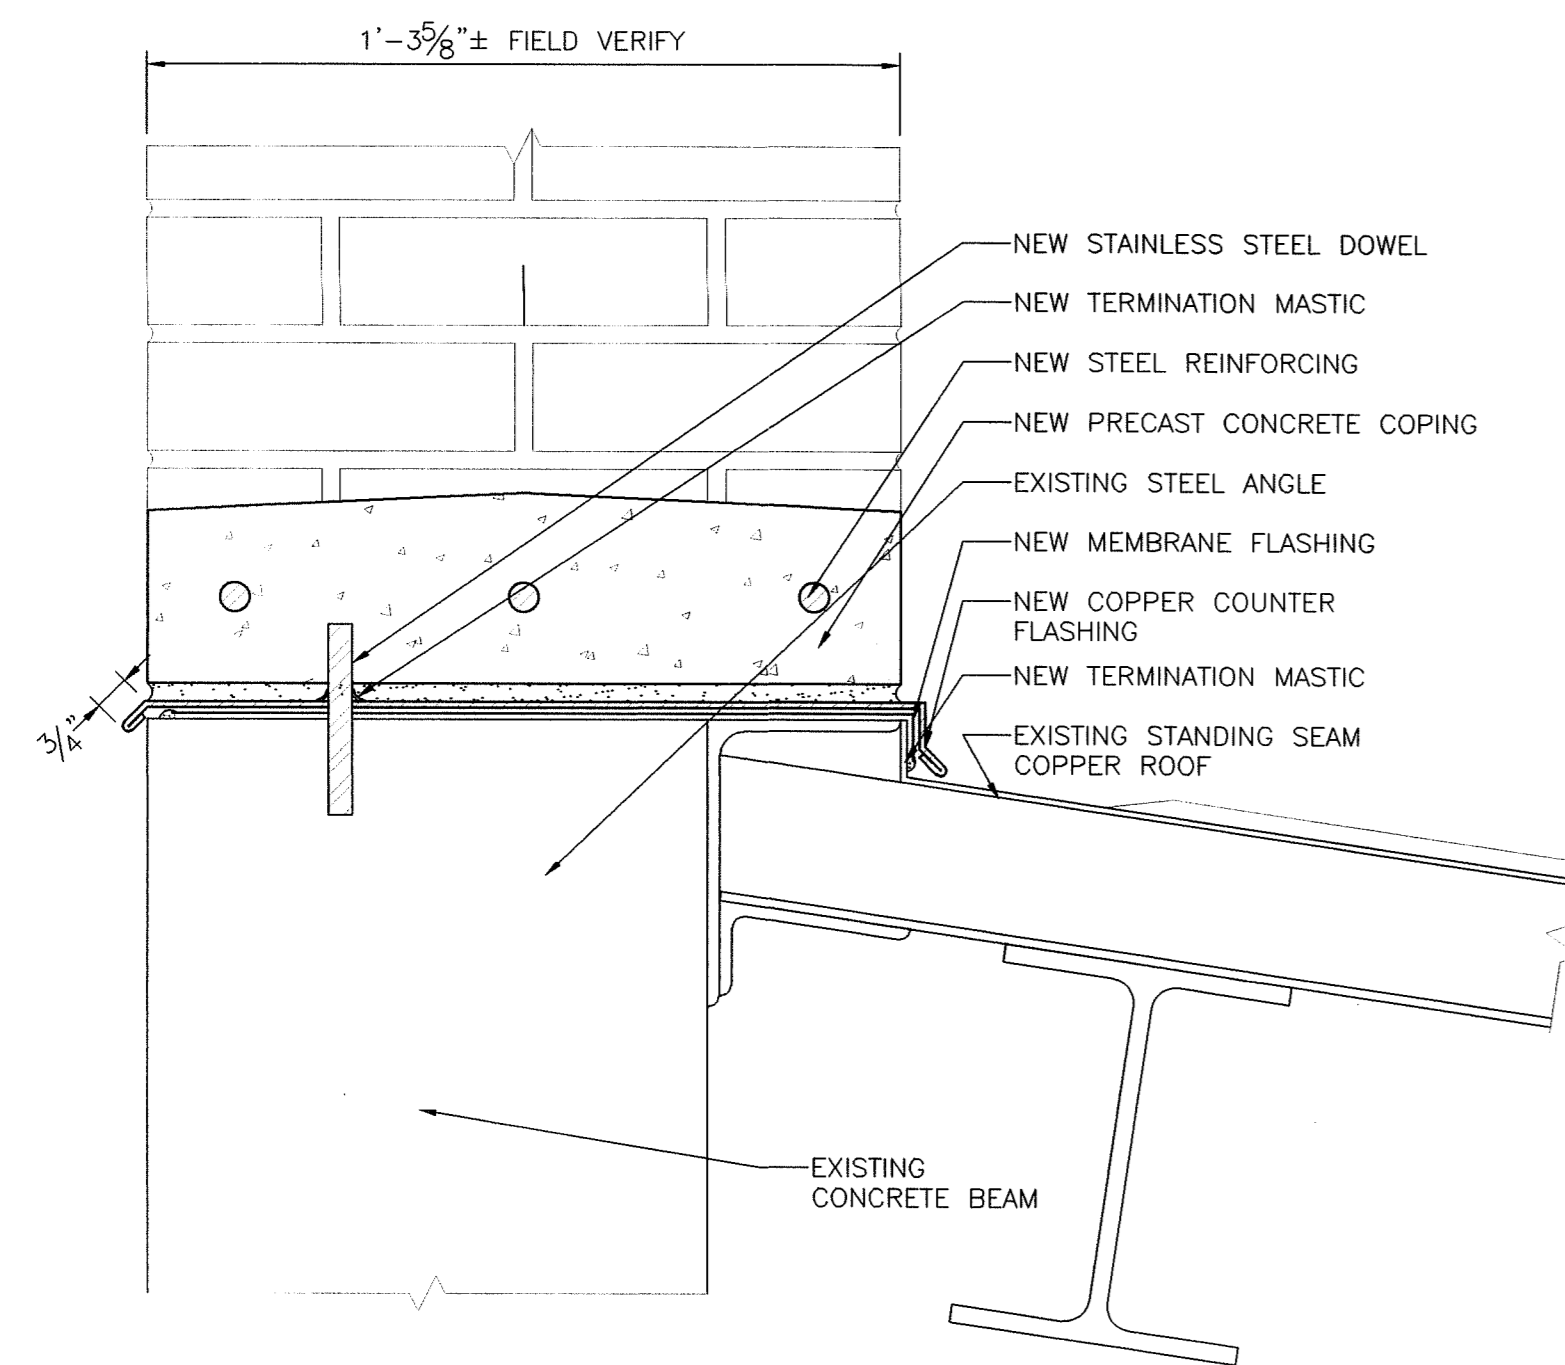 1'-3⅝"± FIELD VERIFY
NEW STAINLESS STEEL DOWEL
NEW TERMINATION MASTIC
NEW STEEL REINFORCING
NEW PRECAST CONCRETE COPING
EXISTING STEEL ANGLE
NEW MEMBRANE FLASHING
NEW COPPER COUNTER
FLASHING
NEW TERMINATION MASTIC
3/4"
EXISTING STANDING SEAM
COPPER ROOF
EXISTING
CONCRETE BEAM